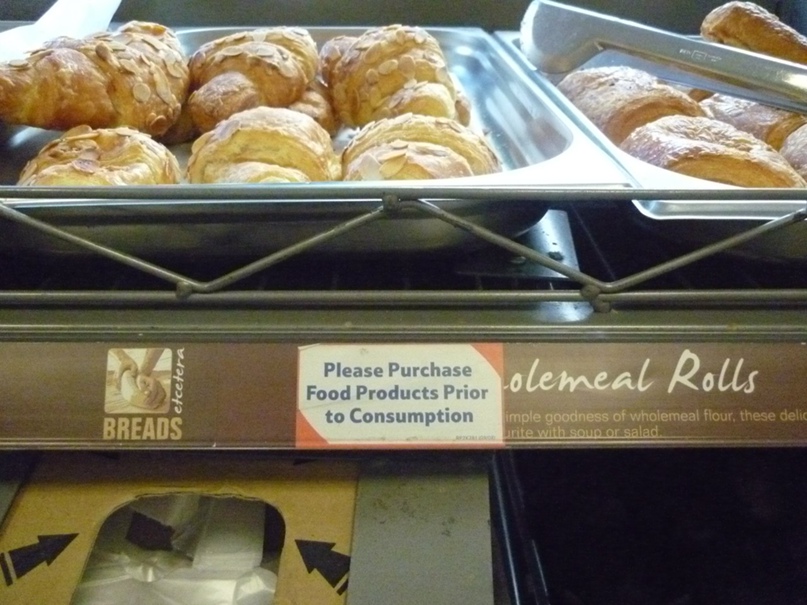 etcetera
BREADS
Please Purchase
Food Products Prior
to Consumption
olemeal Rolls
imple goodness of wholemeal flour, these delic
urite with soup or salad.